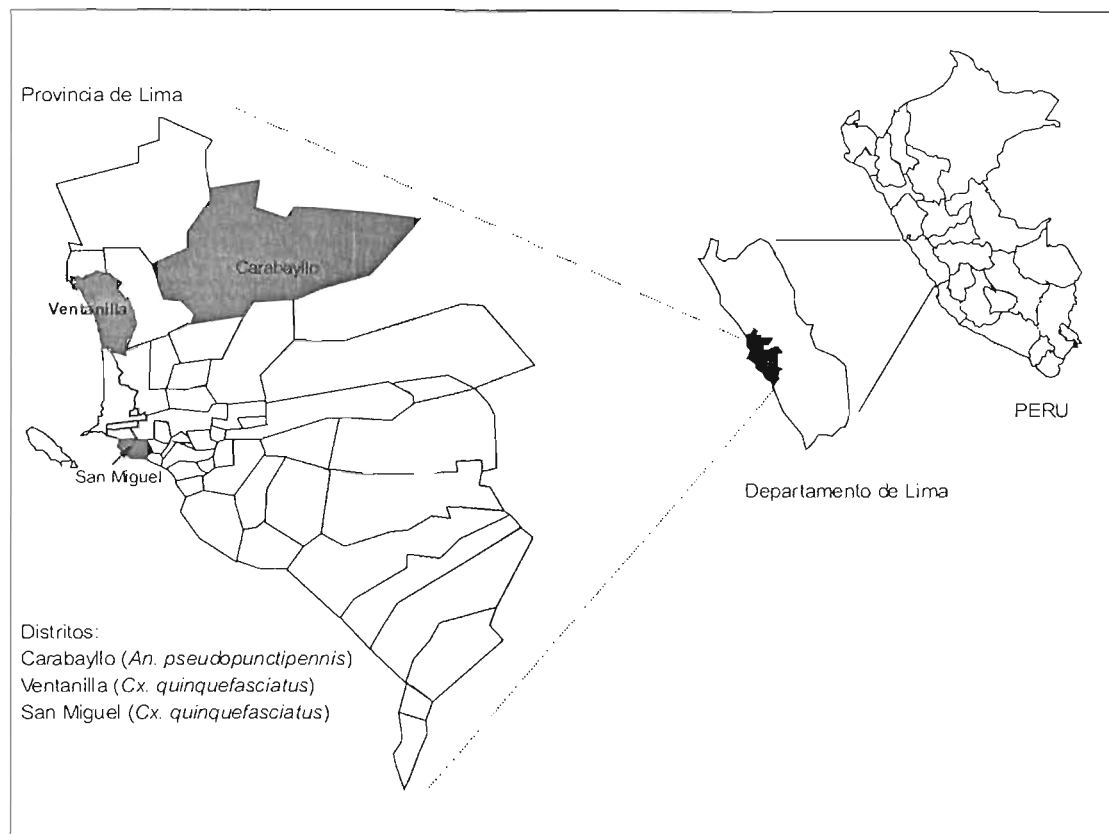 Provincia de Lima
Carabayllo
Ventanilla
San Miguel
PERU
Departamento de Lima
Distritos:
Carabayllo (An. pseudopunctipennis)
Ventanilla (Cx. quinquefasciatus)
San Miguel (Cx. quinquefasciatus)